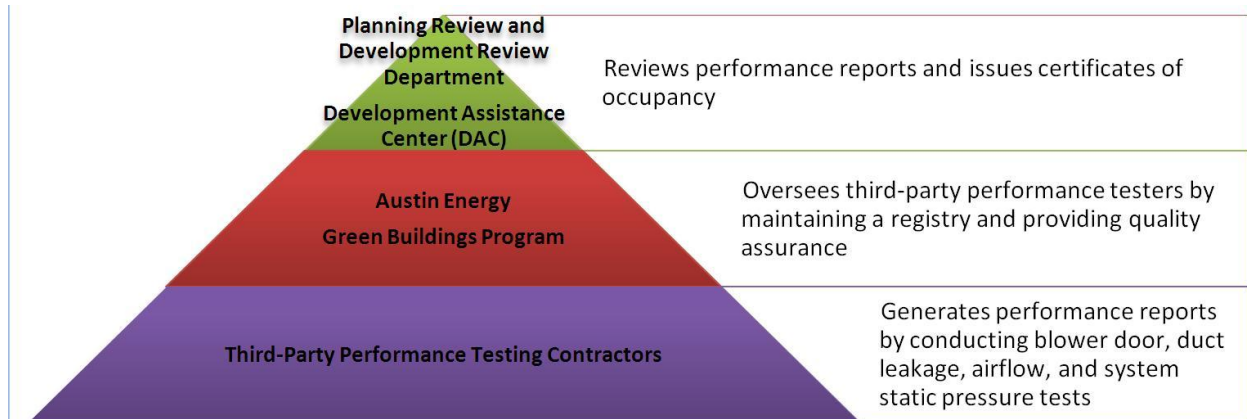 Planning Review and
Development Review
Department
Development Assistance
Center (DAC)
Reviews performance reports and issues certificates of
occupancy
Austin Energy
Green Buildings Program
Oversees third-party performance testers by
maintaining a registry and providing quality
assurance
Third-Party Performance Testing Contractors
Generates performance reports
by conducting blower door, duct
leakage, airflow, and system
static pressure tests